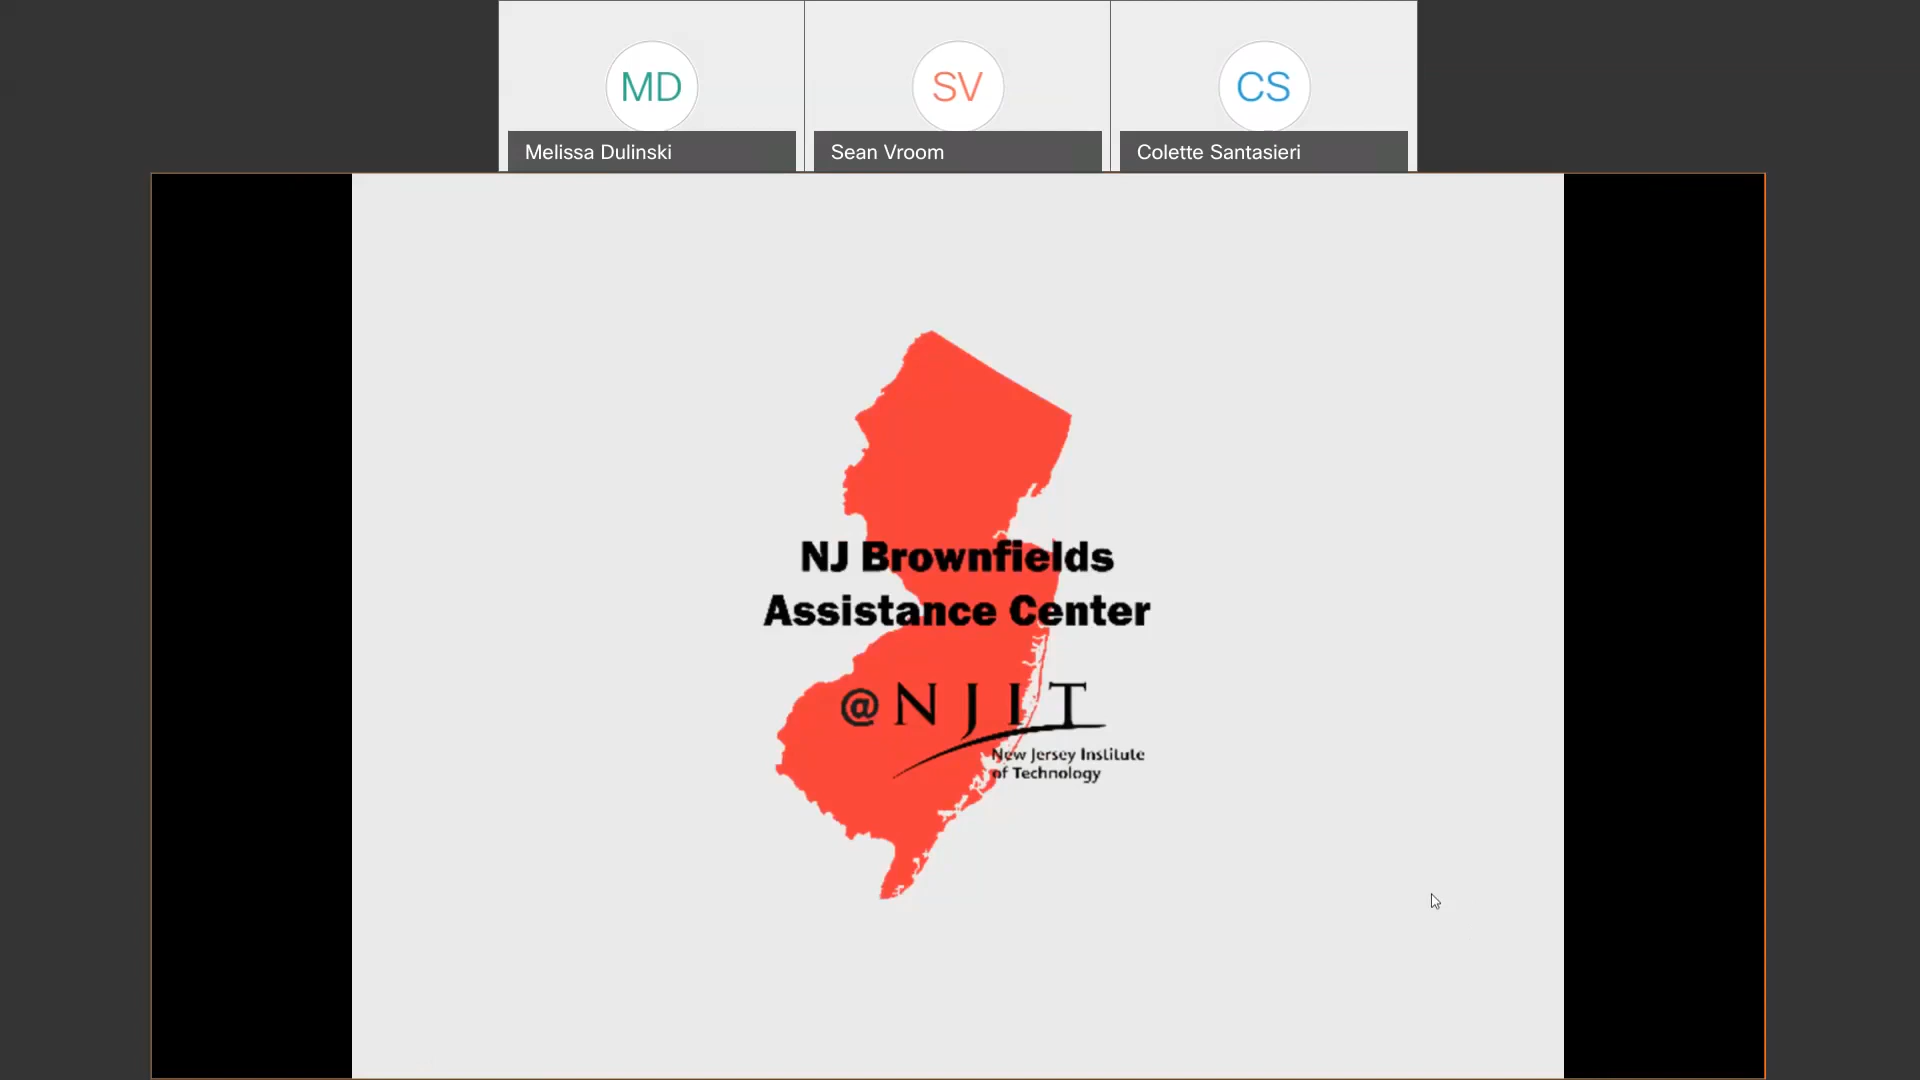 MD
SV
CS
Melissa Dulinski
Sean Vroom
Colette Santasieri
NJ Brownfields
Assistance Center
@NJIT
New Jersey Institute
of Technology